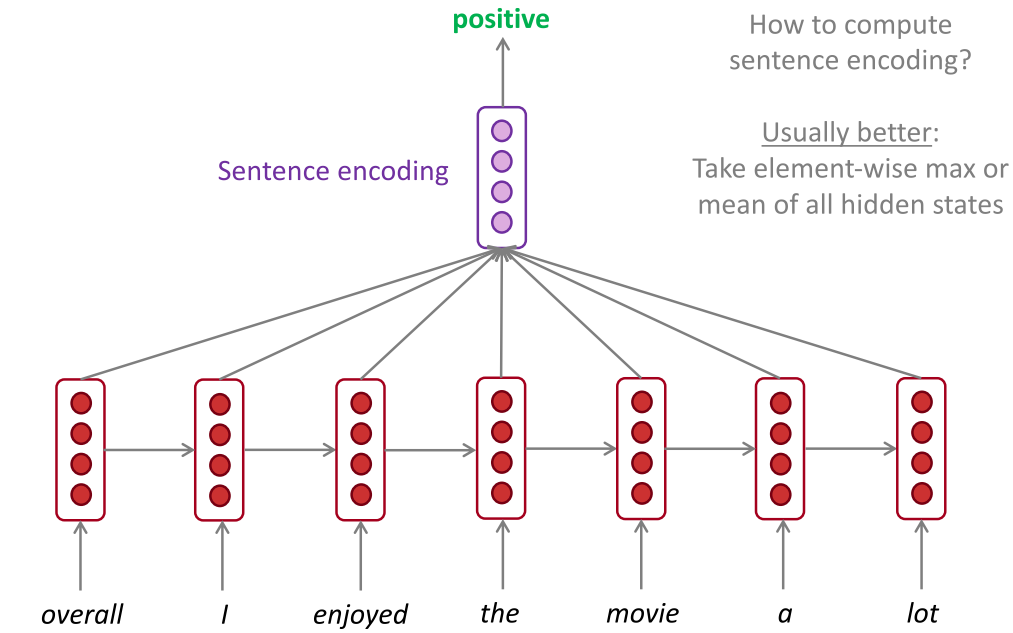 positive
How to compute
sentence encoding?
Usually better:
Take element-wise max or
mean of all hidden states
Sentence encoding
overall I enjoyed the movie a lot